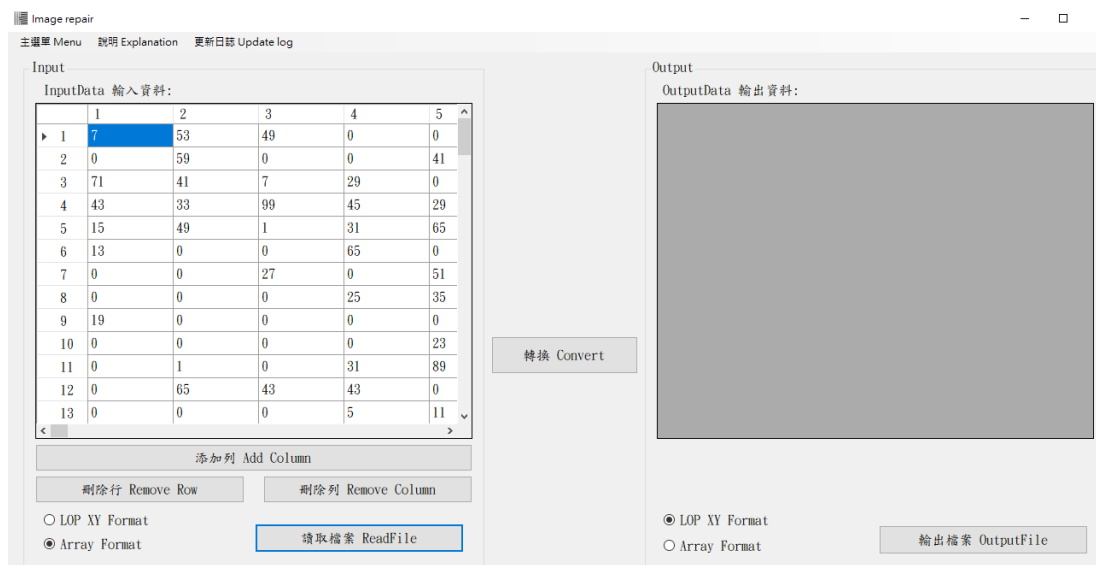 Image repair
主選單 Menu 說明 Explanation 更新日誌 Update log
Input
InputData 輸入資料:
1 2 3 4 5
1 7 53 49 0 0
2 0 59 0 0 41
3 71 41 7 29 0
4 43 33 99 45 29
5 15 49 1 31 65
6 13 0 0 65 0
7 0 0 27 0 51
8 0 0 0 25 35
9 19 0 0 0 0
10 0 0 0 0 23
11 0 1 0 31 89
12 0 65 43 43 0
13 0 0 0 5 11
添加列 Add Column
刪除行 Remove Row
刪除列 Remove Column
LOP XY Format
Array Format
讀取檔案 ReadFile
轉換 Convert
Output
OutputData 輸出資料:
LOP XY Format
Array Format
輸出檔案 OutputFile